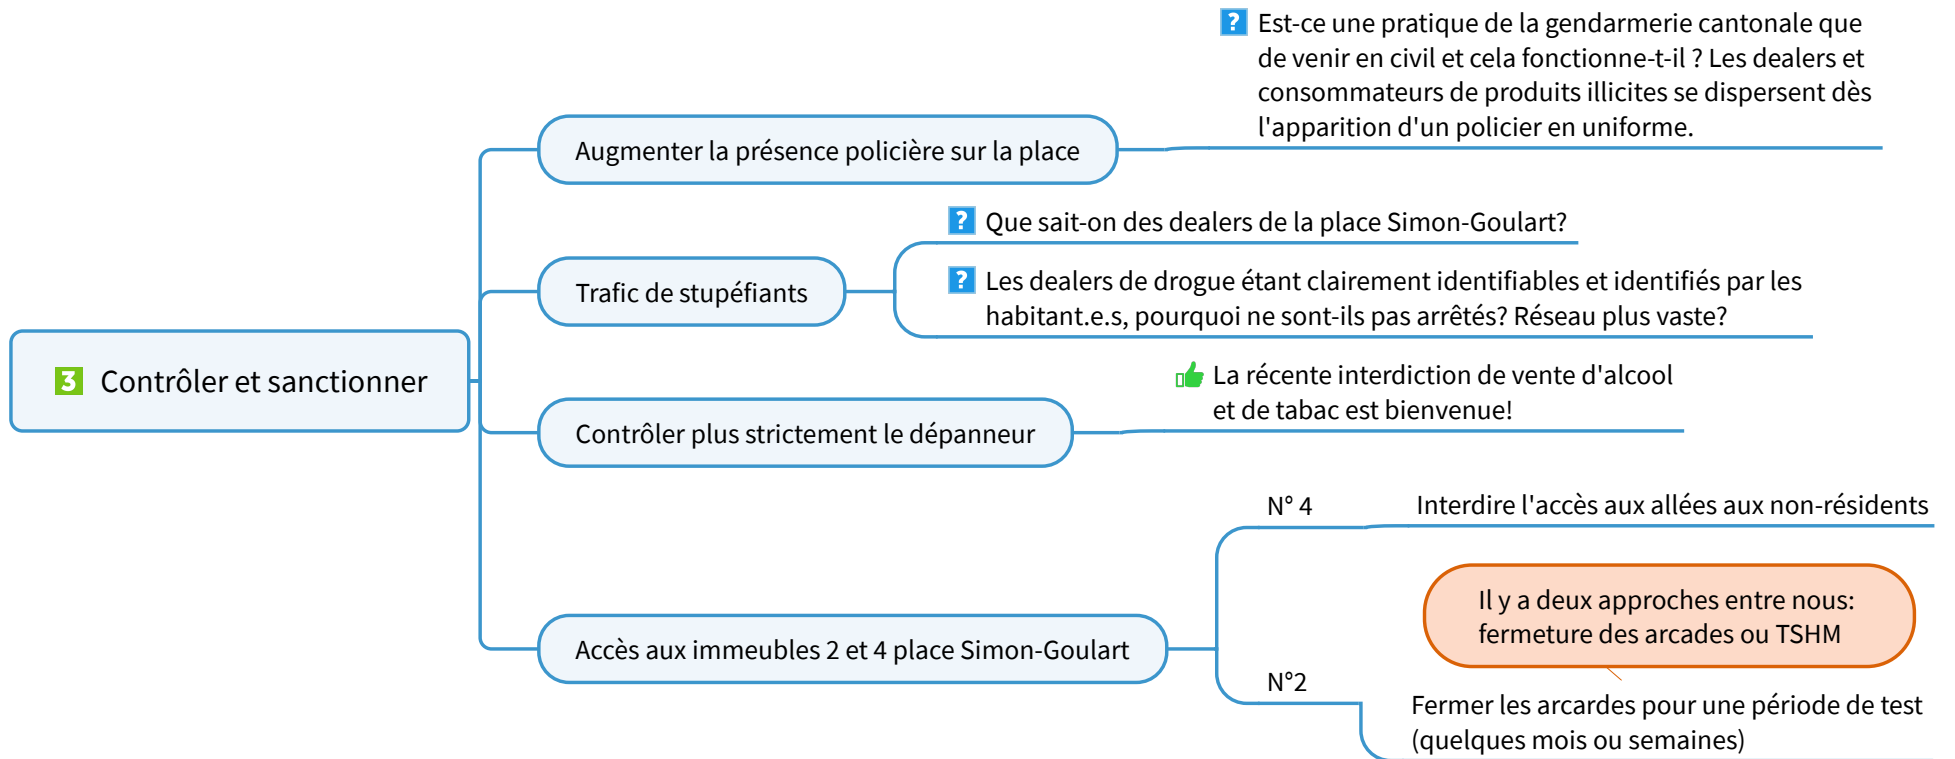 ? Est-ce une pratique de la gendarmerie cantonale que
de venir en civil et cela fonctionne-t-il ? Les dealers et
consommateurs de produits illicites se dispersent dès
l'apparition d'un policier en uniforme.
Augmenter la présence policière sur la place
? Que sait-on des dealers de la place Simon-Goulart?
Trafic de stupéfiants
? Les dealers de drogue étant clairement identifiables et identifiés par les
habitant.e.s, pourquoi ne sont-ils pas arrêtés? Réseau plus vaste?
3 Contrôler et sanctionner
La récente interdiction de vente d'alcool
et de tabac est bienvenue!
Contrôler plus strictement le dépanneur
N° 4
Interdire l'accès aux allées aux non-résidents
Il y a deux approches entre nous:
fermeture des arcades ou TSHM
Accès aux immeubles 2 et 4 place Simon-Goulart
N°2
Fermer les arcardes pour une période de test
(quelques mois ou semaines)